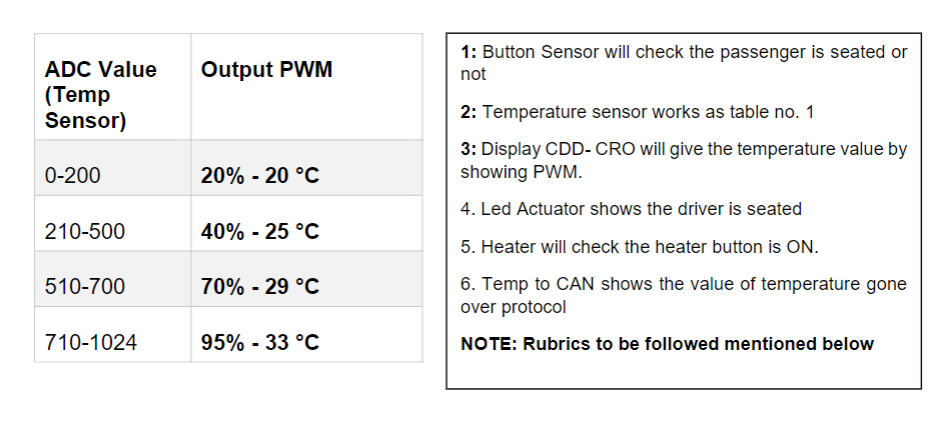 ADC Value
(Temp
Sensor)
Output PWM
0-200
20% - 20 °C
210-500
40% - 25 °C
510-700
70% - 29 °C
710-1024
95% - 33 °C
1: Button Sensor will check the passenger is seated or
not
2: Temperature sensor works as table no. 1
3: Display CDD- CRO will give the temperature value by
showing PWM.
4. Led Actuator shows the driver is seated
5. Heater will check the heater button is ON.
6. Temp to CAN shows the value of temperature gone
over protocol
NOTE: Rubrics to be followed mentioned below